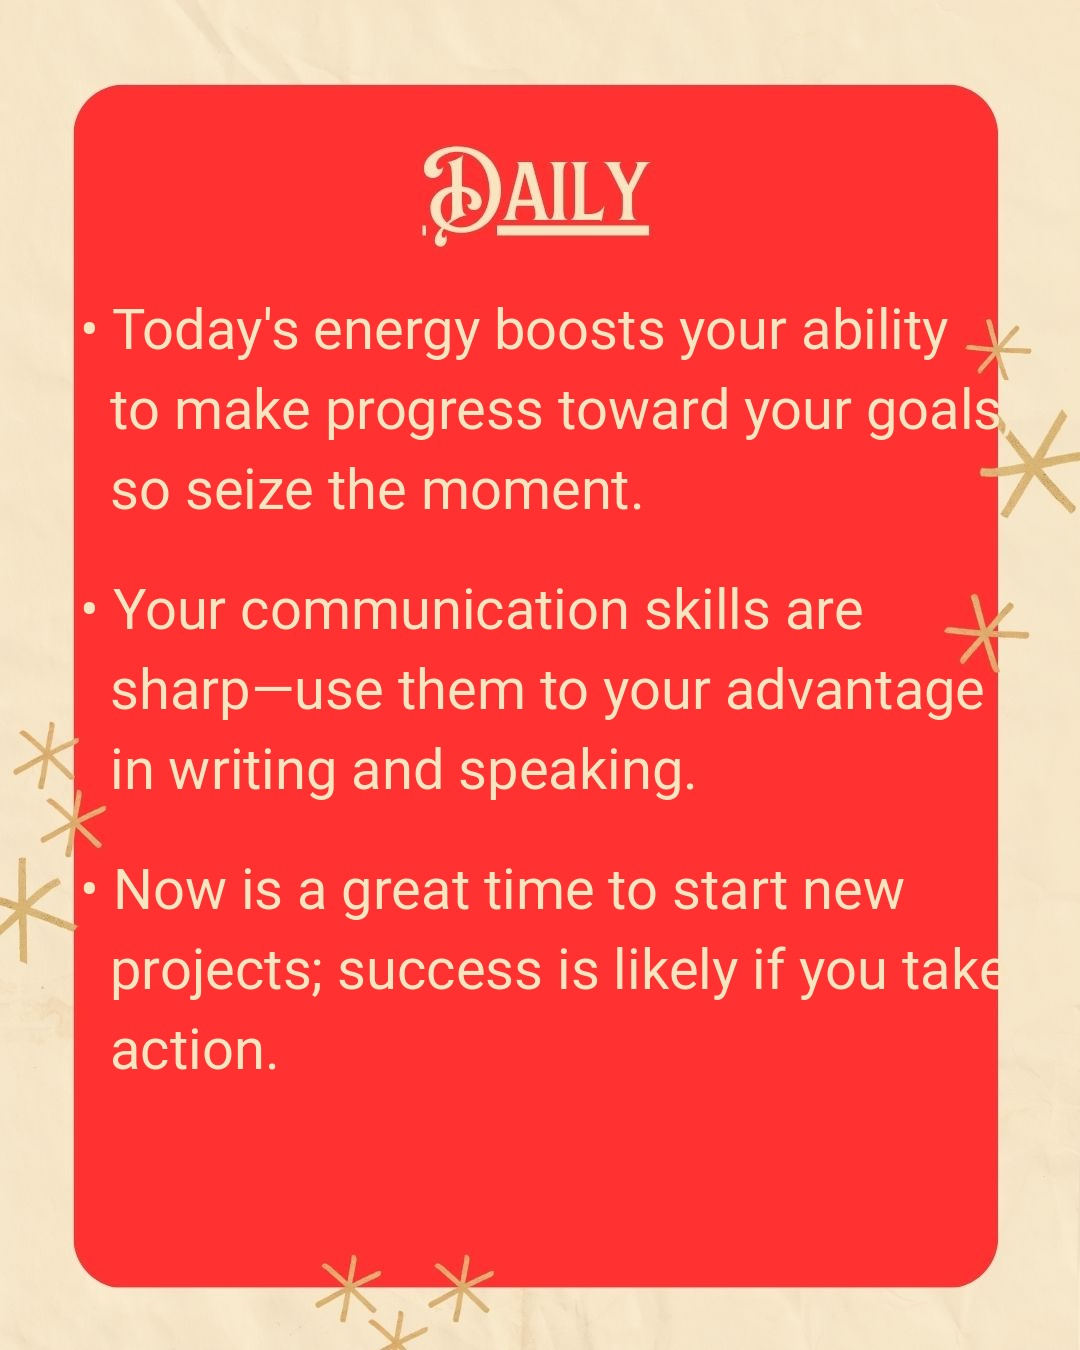 Daily
• Today's energy boosts your ability
to make progress toward your goals
so seize the moment.
• Your communication skills are
sharp—use them to your advantage
in writing and speaking.
• Now is a great time to start new
projects; success is likely if you take
action.